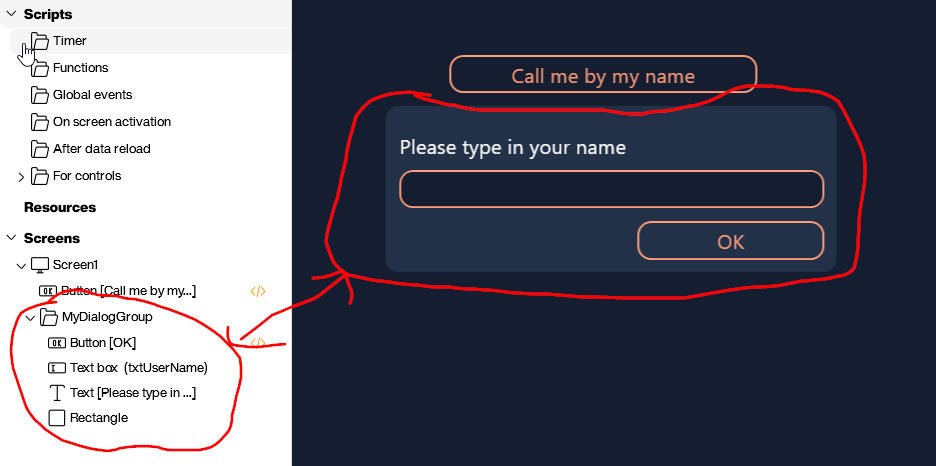 Scripts
Timer
Functions
Global events
On screen activation
After data reload
For controls
Resources
Screens
Screen1
OK Button [Call me by my...] </>
MyDialogGroup
OK Button [OK] </>
Text box (txtUserName)
Text [Please type in ...]
Rectangle
Call me by my name
Please type in your name
OK